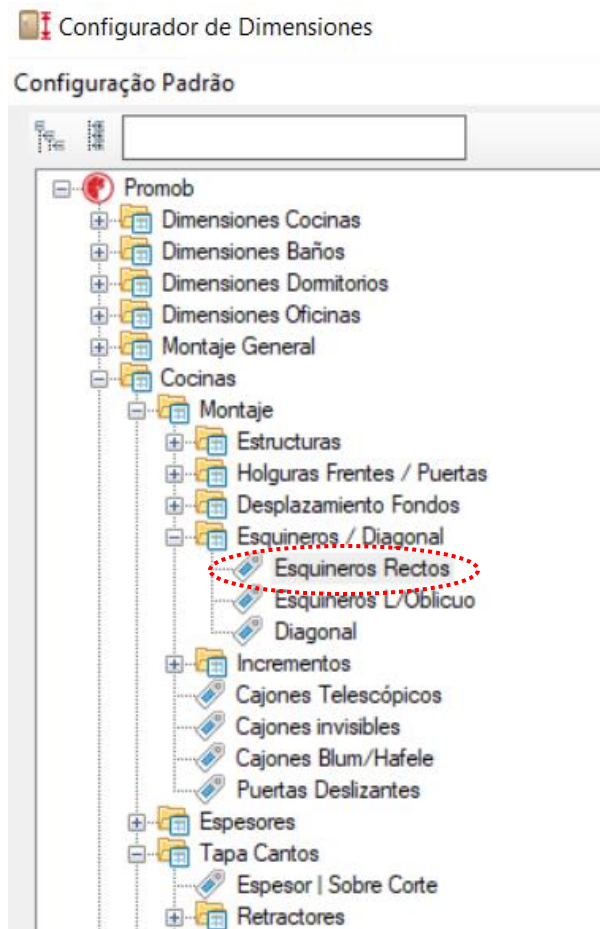 Configurador de Dimensiones
Configuração Padrão
Promob
Dimensiones Cocinas
Dimensiones Baños
Dimensiones Dormitorios
Dimensiones Oficinas
Montaje General
Cocinas
Montaje
Estructuras
Holguras Frentes / Puertas
Desplazamiento Fondos
Esquineros / Diagonal
Esquineros Rectos
Esquineros L/Oblicuo
Diagonal
Incrementos
Cajones Telescópicos
Cajones invisibles
Cajones Blum/Hafele
Puertas Deslizantes
Espesores
Tapa Cantos
Espesor | Sobre Corte
Retractores